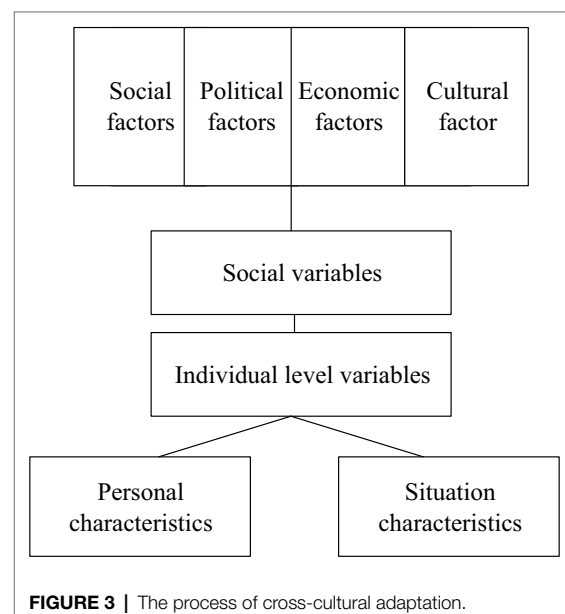 Social factors
Political factors
Economic factors
Cultural factor
Social variables
Individual level variables
Personal characteristics
Situation characteristics
FIGURE 3 | The process of cross-cultural adaptation.